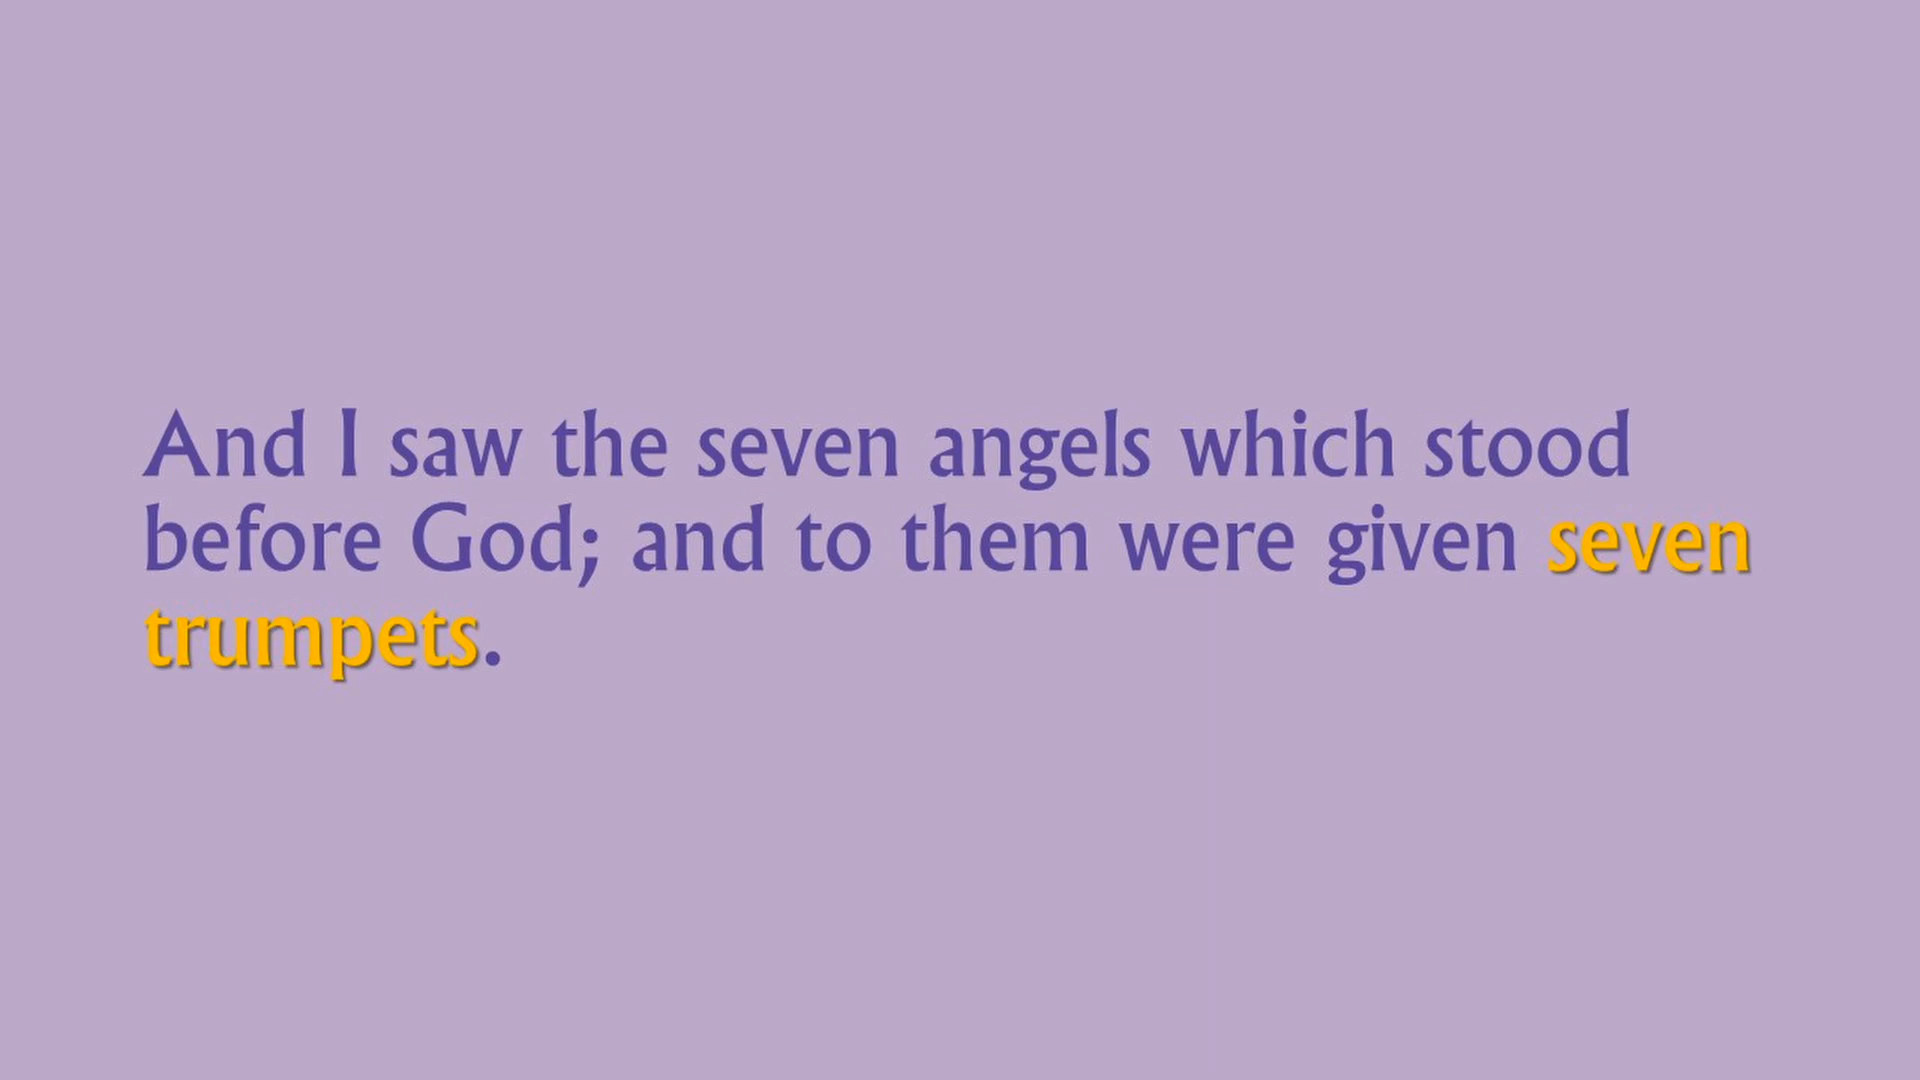 And I saw the seven angels which stood
before God; and to them were given seven
trumpets.